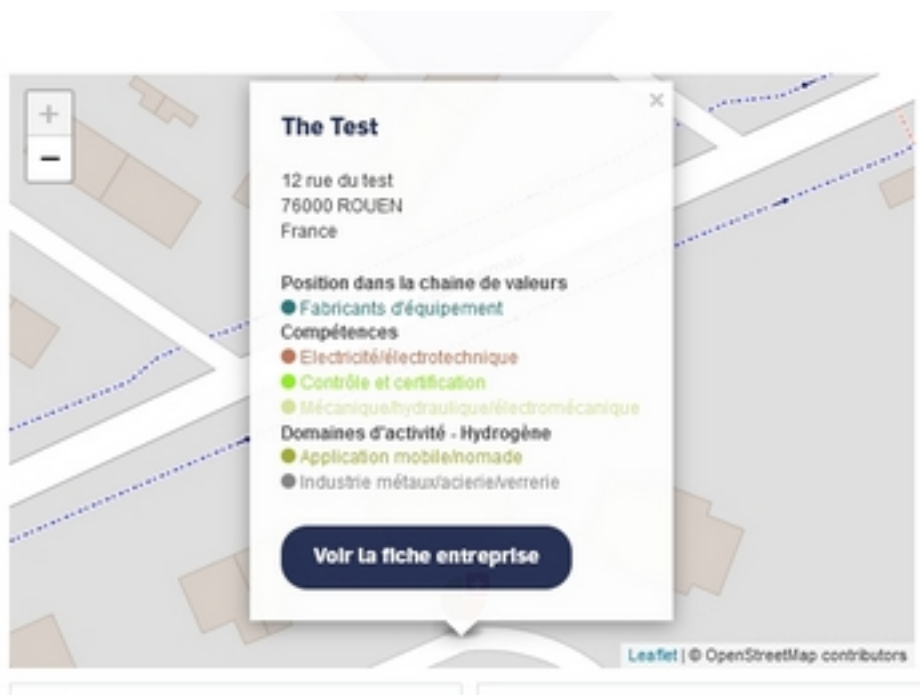 +
−
×
The Test
12 rue du test
76000 ROUEN
France
Position dans la chaine de valeurs
Fabricants d'équipement
Compétences
Electricité/électrotechnique
Contrôle et certification
Mécanique/hydraulique/électromécanique
Domaines d'activité - Hydrogène
Application mobile/nomade
Industrie métaux/acierie/verrerie
Voir la fiche entreprise
Leaflet | © OpenStreetMap contributors